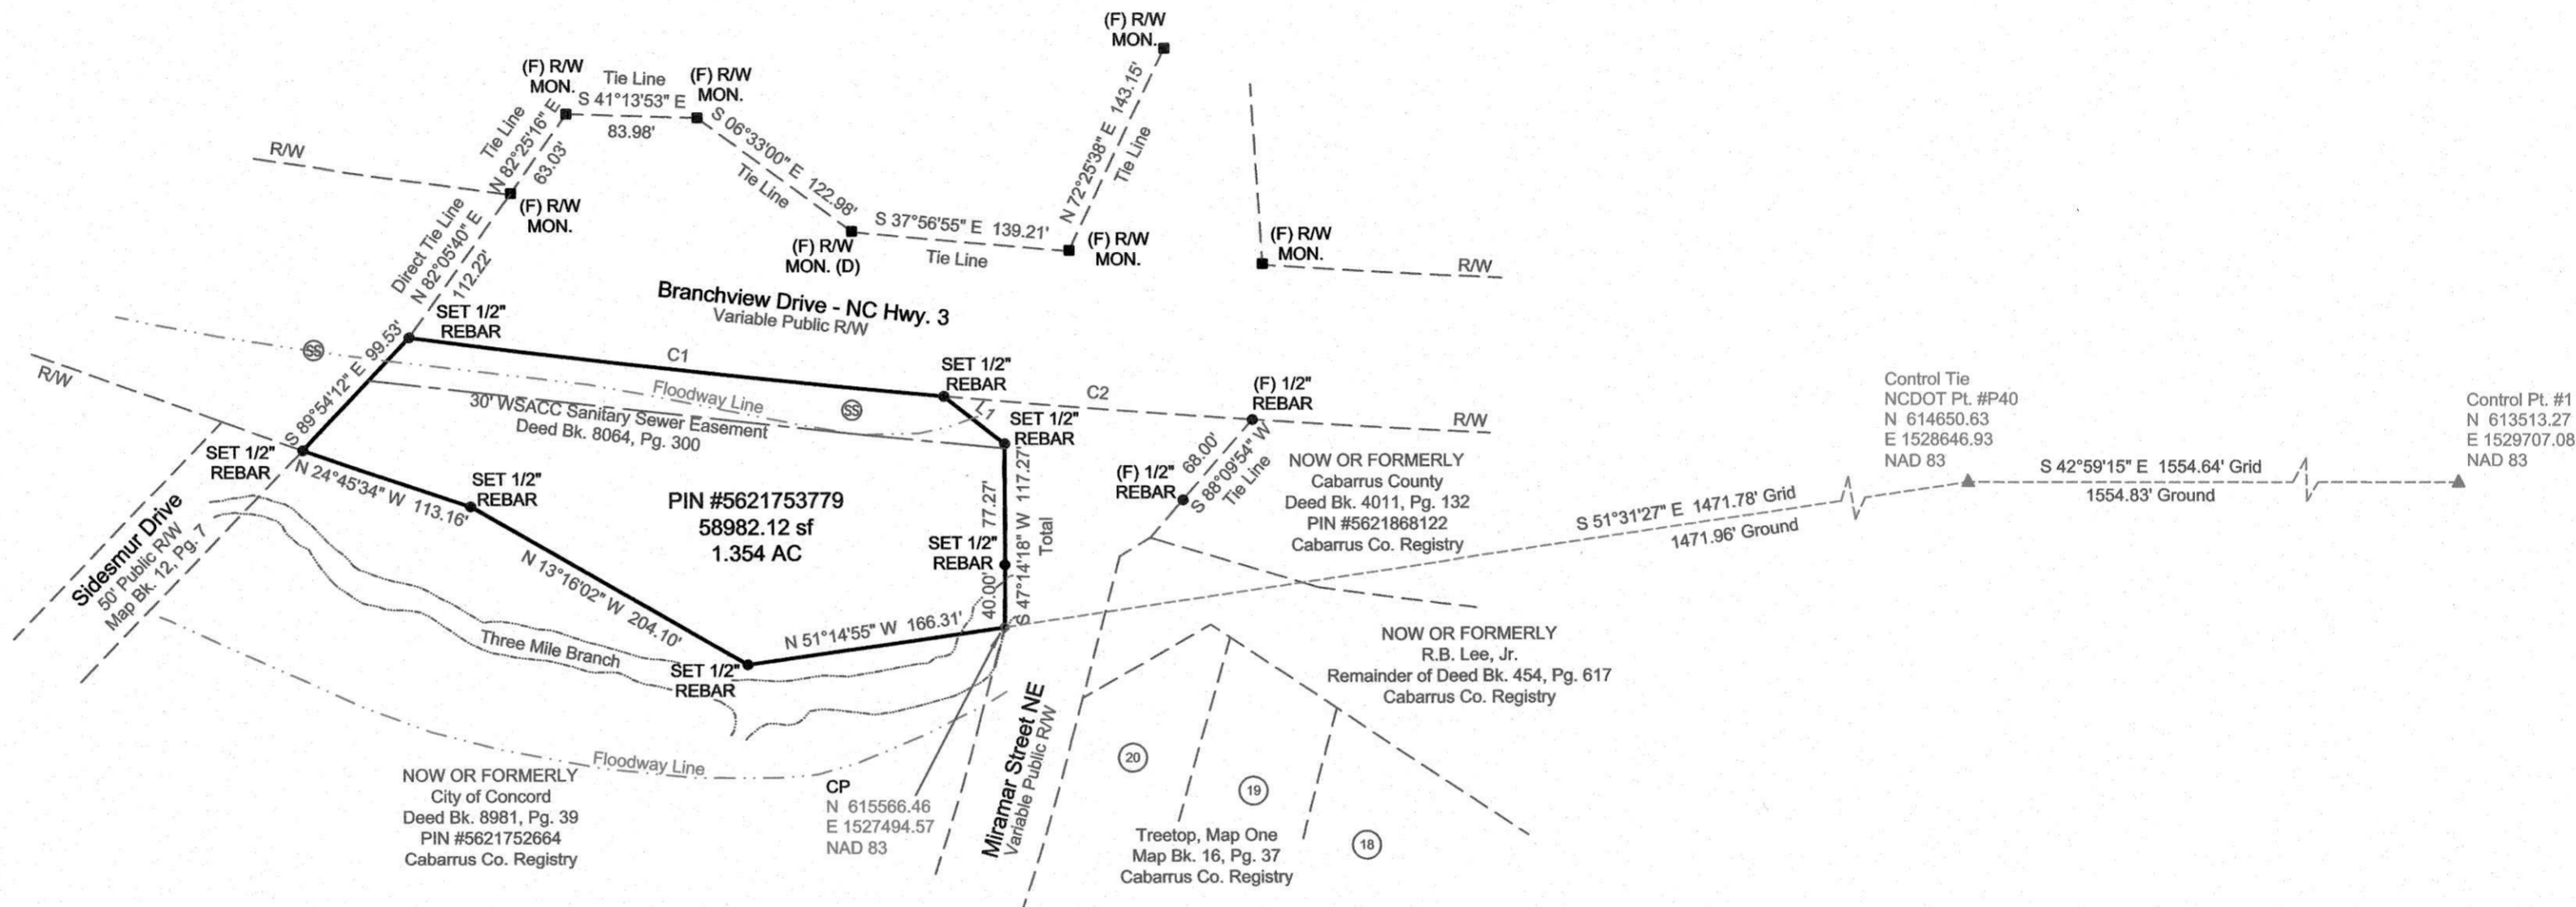 (F) R/W
MON.
(F) R/W
MON.
Tie Line
S 41°13'53" E
83.98'
(F) R/W
MON.
Tie Line
N 82°25'16" E
63.03'
S 06°33'00" E 122.98'
Tie Line
N 72°25'38" E 143.15'
Tie Line
R/W
(F) R/W
MON.
Direct Tie Line
N 82°05'40" E
112.22'
(F) R/W
MON. (D)
S 37°56'55" E 139.21'
Tie Line
(F) R/W
MON.
(F) R/W
MON.
R/W
Branchview Drive - NC Hwy. 3
Variable Public R/W
SET 1/2"
REBAR
SS
R/W
S 89°54'12" E 99.53'
C1
SET 1/2"
REBAR
C2
(F) 1/2"
REBAR
R/W
Floodway Line
SS
L1
30' WSACC Sanitary Sewer Easement
Deed Bk. 8064, Pg. 300
SET 1/2"
REBAR
Control Tie
NCDOT Pt. #P40
N 614650.63
E 1528646.93
NAD 83
Control Pt. #1
N 613513.27
E 1529707.08
NAD 83
SET 1/2"
REBAR
N 24°45'34" W 113.16'
SET 1/2"
REBAR
PIN #5621753779
58982.12 sf
1.354 AC
77.27'
S 47°14'18" W 117.27'
Total
(F) 1/2"
REBAR
68.00'
S 88°09'54" W
Tie Line
NOW OR FORMERLY
Cabarrus County
Deed Bk. 4011, Pg. 132
PIN #5621868122
Cabarrus Co. Registry
S 42°59'15" E 1554.64' Grid
1554.83' Ground
S 51°31'27" E 1471.78' Grid
1471.96' Ground
Sidesmur Drive
50' Public R/W
Map Bk. 12, Pg. 7
N 13°16'02" W 204.10'
SET 1/2"
REBAR
40.00'
Three Mile Branch
N 51°14'55" W 166.31'
SET 1/2"
REBAR
NOW OR FORMERLY
R.B. Lee, Jr.
Remainder of Deed Bk. 454, Pg. 617
Cabarrus Co. Registry
Floodway Line
NOW OR FORMERLY
City of Concord
Deed Bk. 8981, Pg. 39
PIN #5621752664
Cabarrus Co. Registry
CP
N 615566.46
E 1527494.57
NAD 83
Miramar Street NE
Variable Public R/W
20
19
18
Treetop, Map One
Map Bk. 16, Pg. 37
Cabarrus Co. Registry